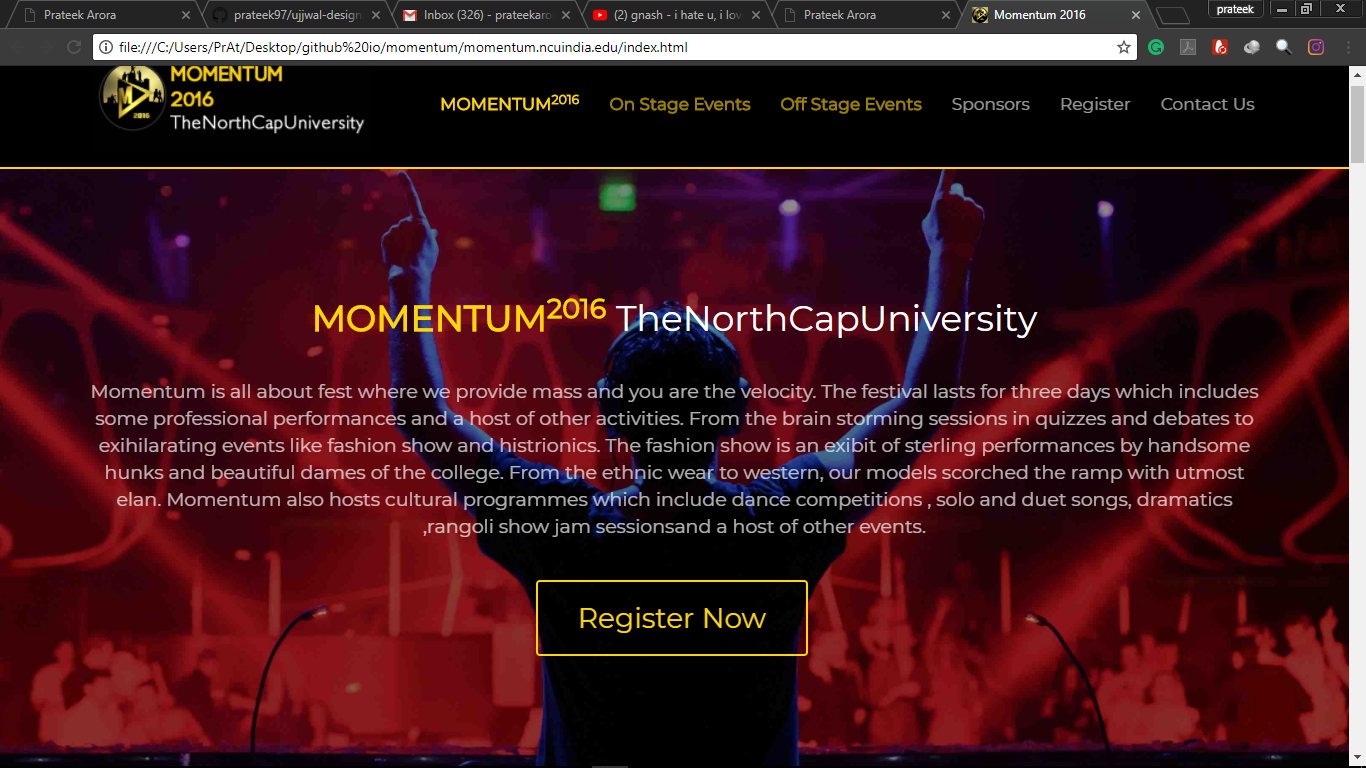 Prateek Arora
prateek97/ujjwal-design
Inbox (326) - prateekaro
(2) gnash - i hate u, i lov
Prateek Arora
Momentum 2016
prateek
file:///C:/Users/PrAt/Desktop/github%20io/momentum/momentum.ncuindia.edu/index.html
MOMENTUM
2016
TheNorthCapUniversity
MOMENTUM2016 On Stage Events Off Stage Events Sponsors Register Contact Us
MOMENTUM2016 TheNorthCapUniversity
Momentum is all about fest where we provide mass and you are the velocity. The festival lasts for three days which includes
some professional performances and a host of other activities. From the brain storming sessions in quizzes and debates to
exihilarating events like fashion show and histrionics. The fashion show is an exibit of sterling performances by handsome
hunks and beautiful dames of the college. From the ethnic wear to western, our models scorched the ramp with utmost
elan. Momentum also hosts cultural programmes which include dance competitions , solo and duet songs, dramatics
,rangoli show jam sessionsand a host of other events.
Register Now